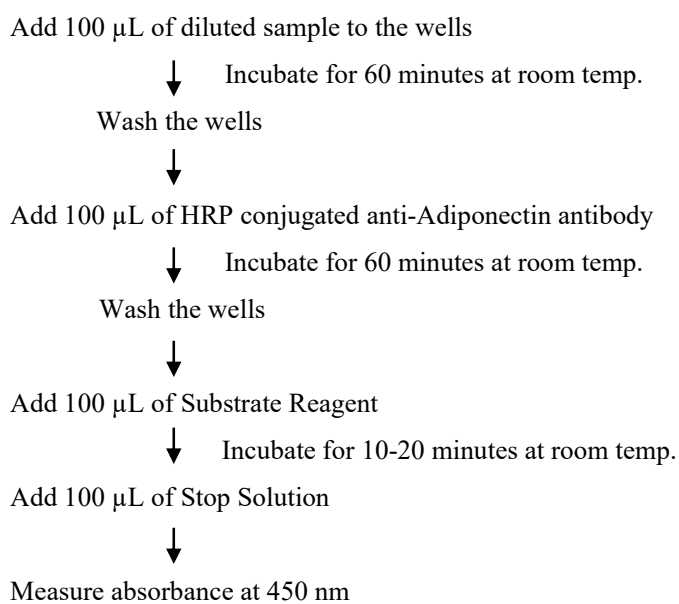 Add 100 µL of diluted sample to the wells
Incubate for 60 minutes at room temp.
Wash the wells
Add 100 µL of HRP conjugated anti-Adiponectin antibody
Incubate for 60 minutes at room temp.
Wash the wells
Add 100 µL of Substrate Reagent
Incubate for 10-20 minutes at room temp.
Add 100 µL of Stop Solution
Measure absorbance at 450 nm